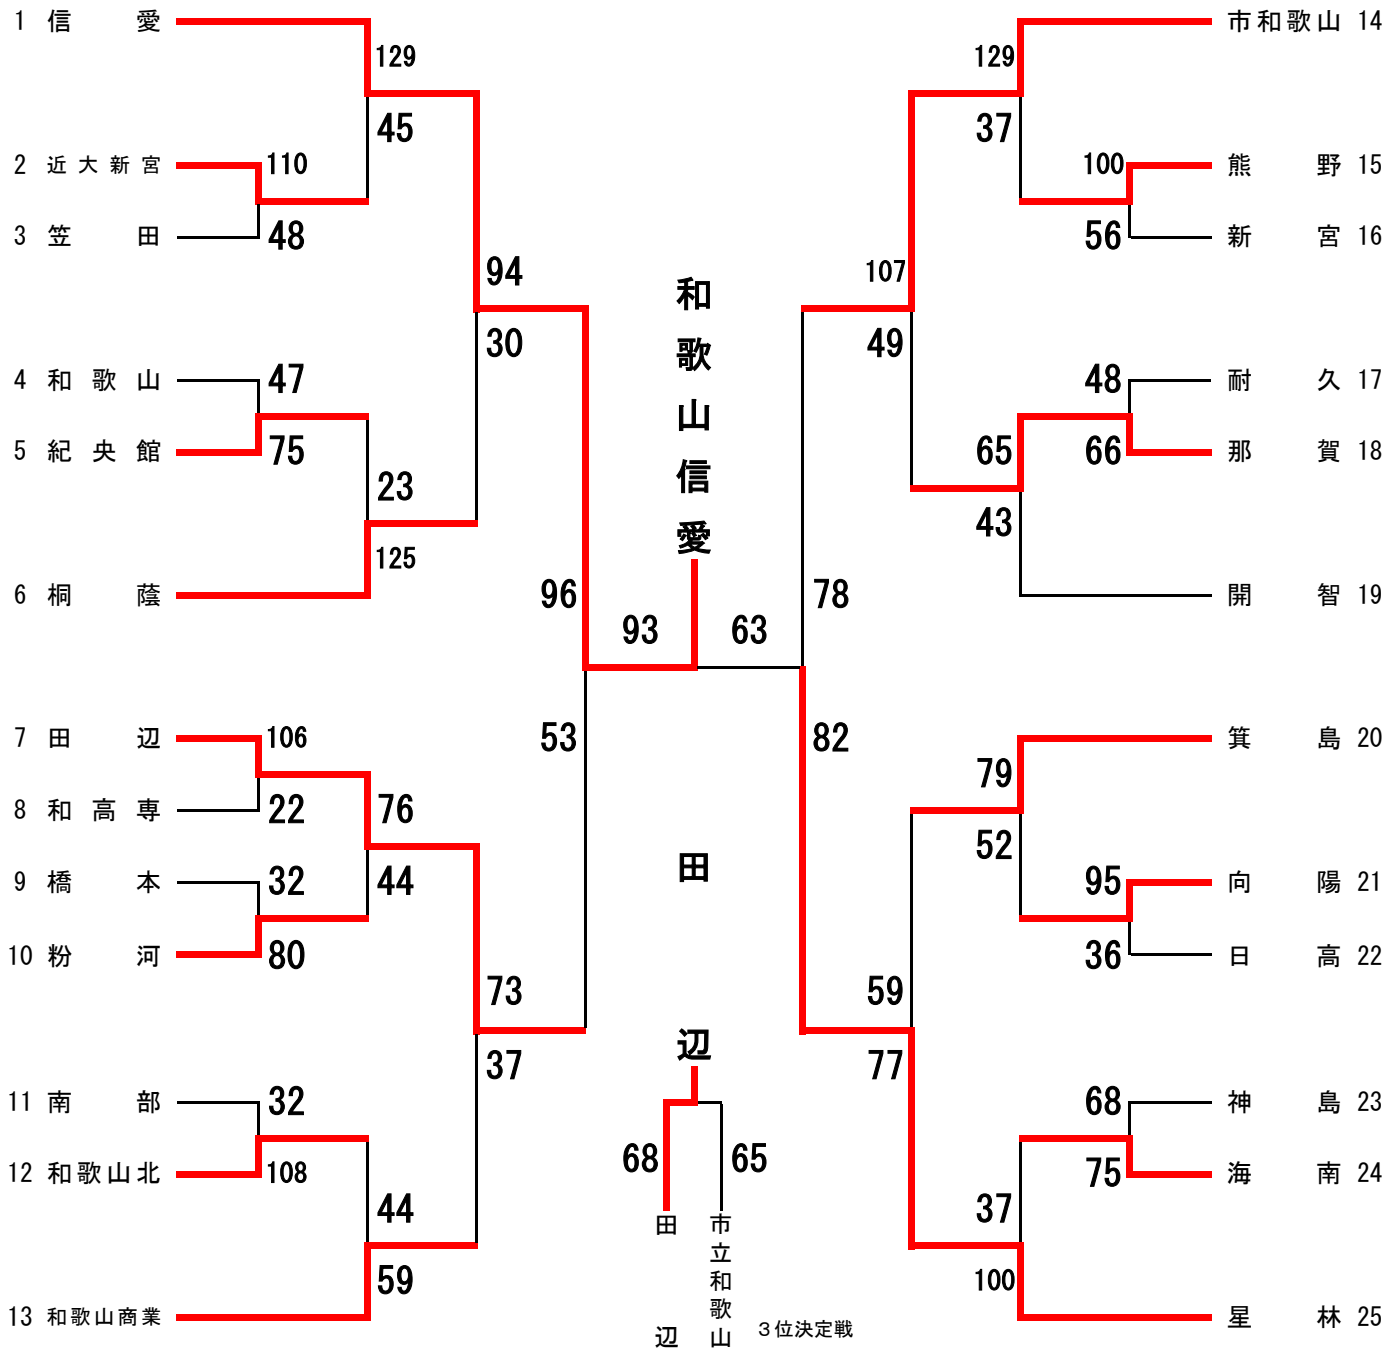 1 信愛
129
45
2 近大新宮
110
3 笠田
48
94
30
4 和歌山
47
5 紀央館
75
23
125
6 桐蔭
96
53
7 田辺
106
8 和高専
22
76
44
9 橋本
32
10 粉河
80
73
37
11 南部
32
12 和歌山北
108
44
59
13 和歌山商業
和歌山信愛
93
63
田辺
68
65
田辺
市立和歌山
3位決定戦
市和歌山 14
129
37
100
熊野 15
56
新宮 16
107
49
48
耐久 17
65
66
那賀 18
43
開智 19
78
82
箕島 20
79
52
95
向陽 21
36
日高 22
59
77
68
神島 23
75
海南 24
37
100
星林 25